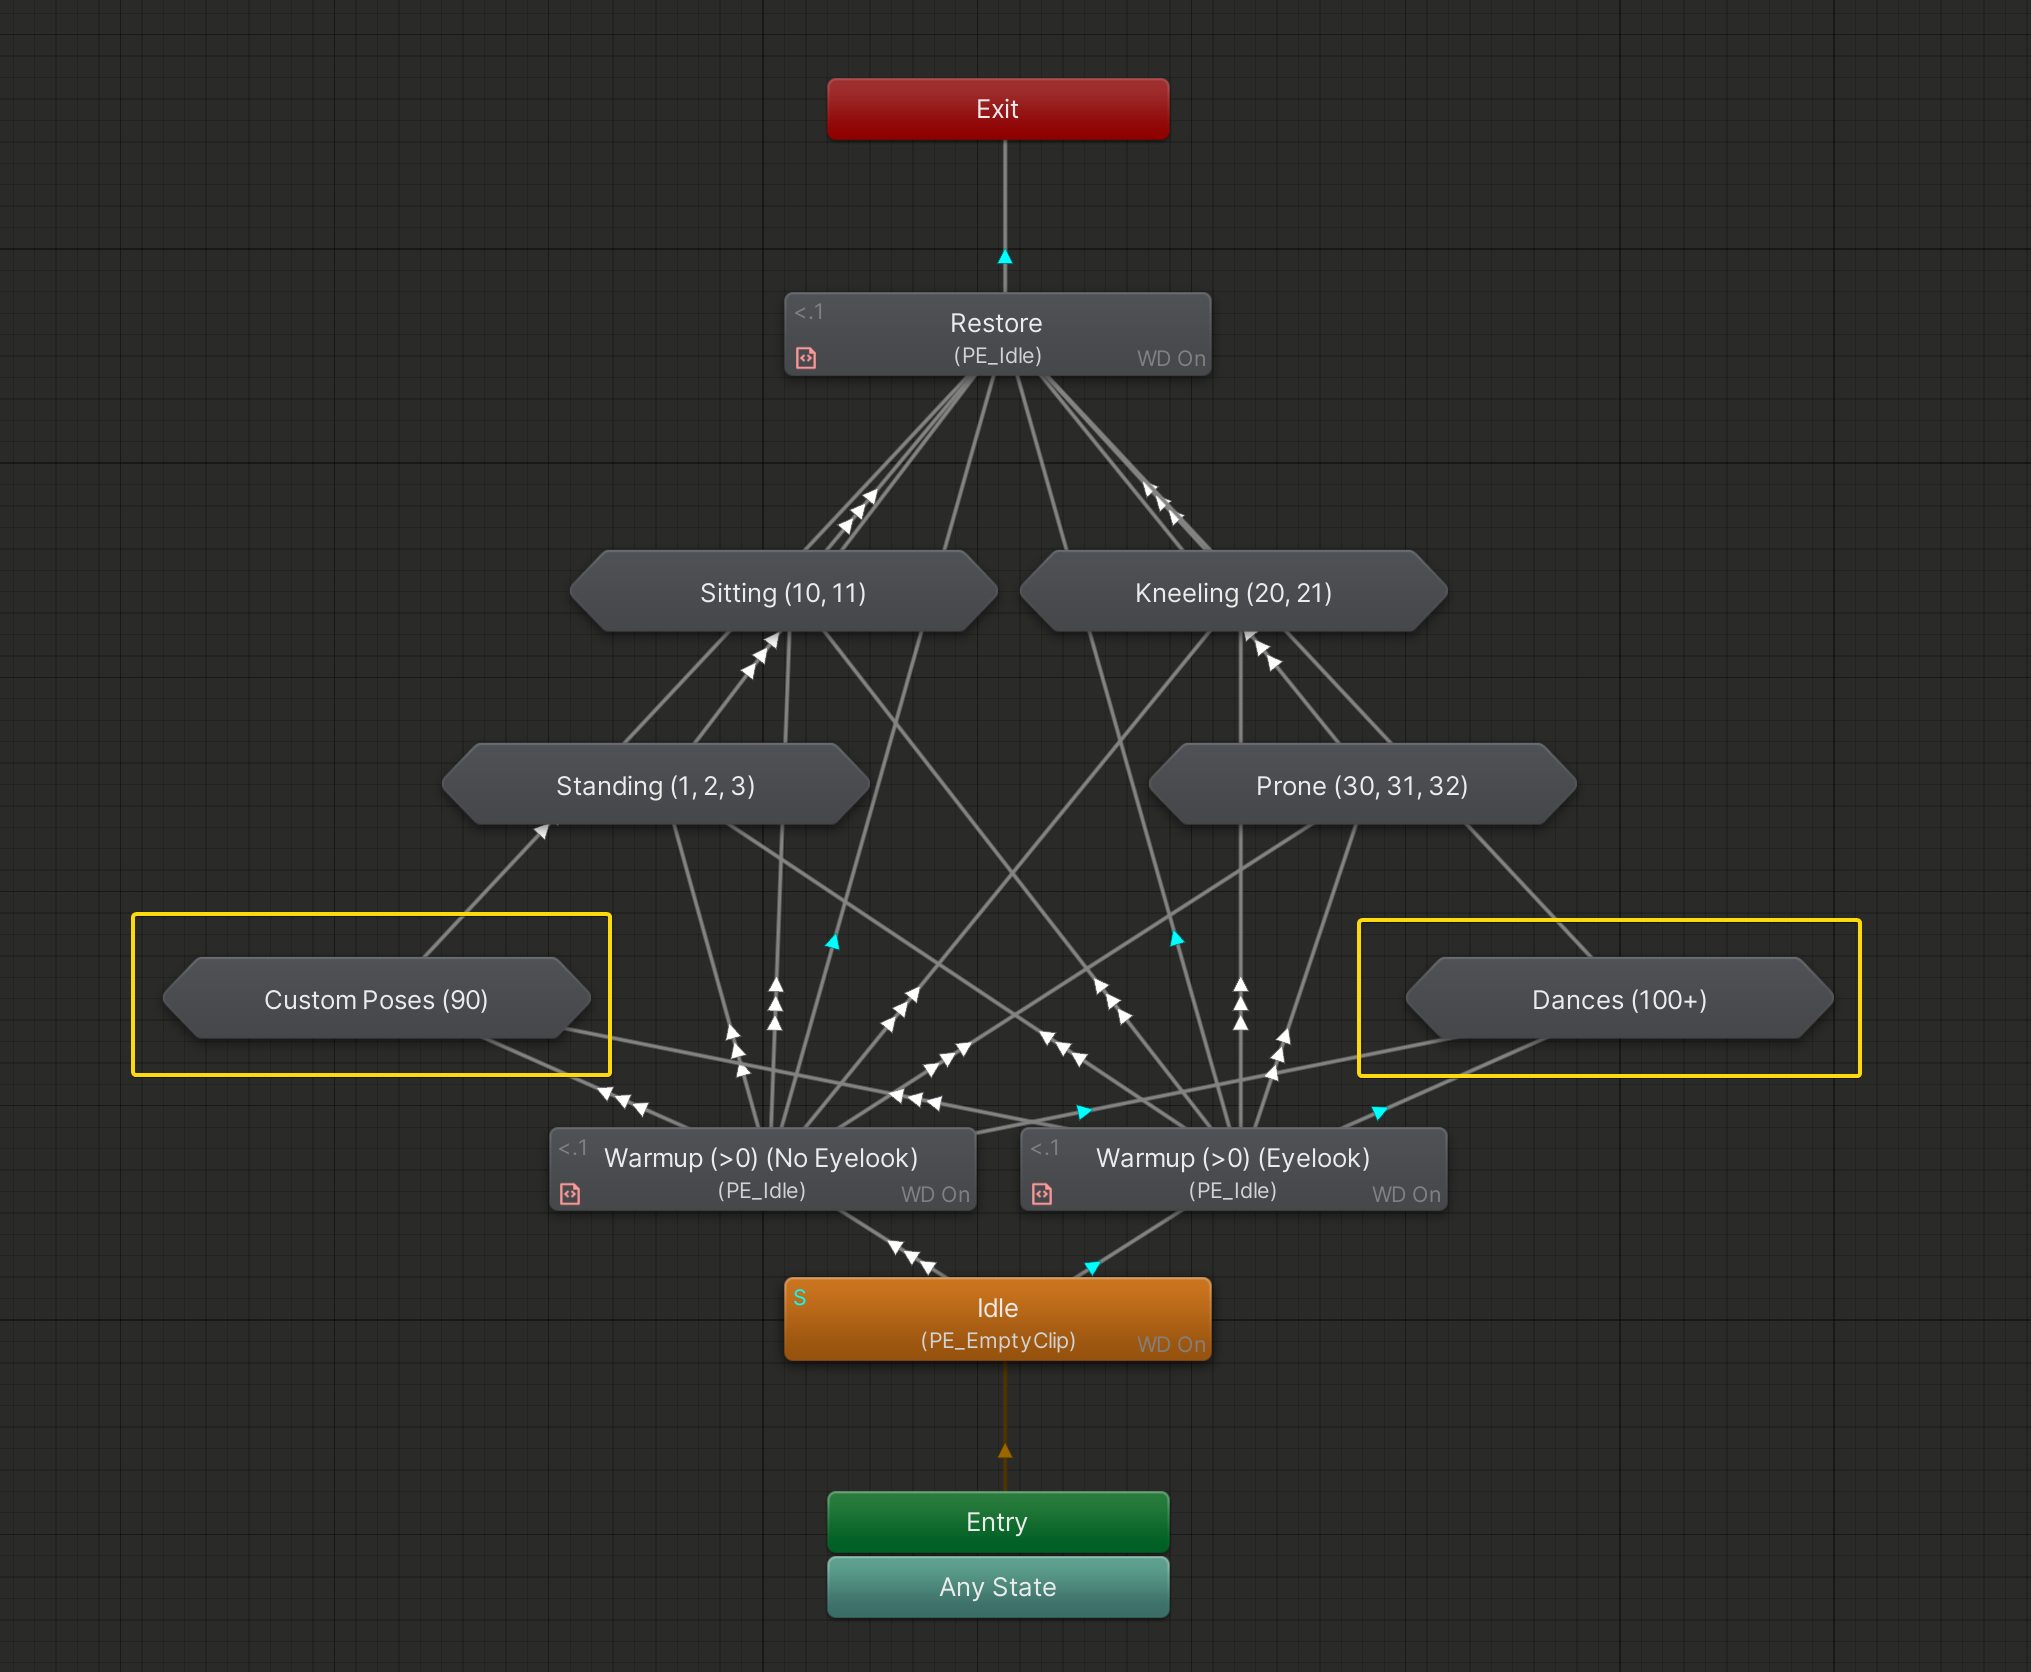 Exit
<.1
Restore
(PE_Idle)
WD On
Sitting (10, 11)
Kneeling (20, 21)
Standing (1, 2, 3)
Prone (30, 31, 32)
Custom Poses (90)
Dances (100+)
<.1
Warmup (>0) (No Eyelook)
(PE_Idle)
WD On
<.1
Warmup (>0) (Eyelook)
(PE_Idle)
WD On
S
Idle
(PE_EmptyClip)
WD On
Entry
Any State